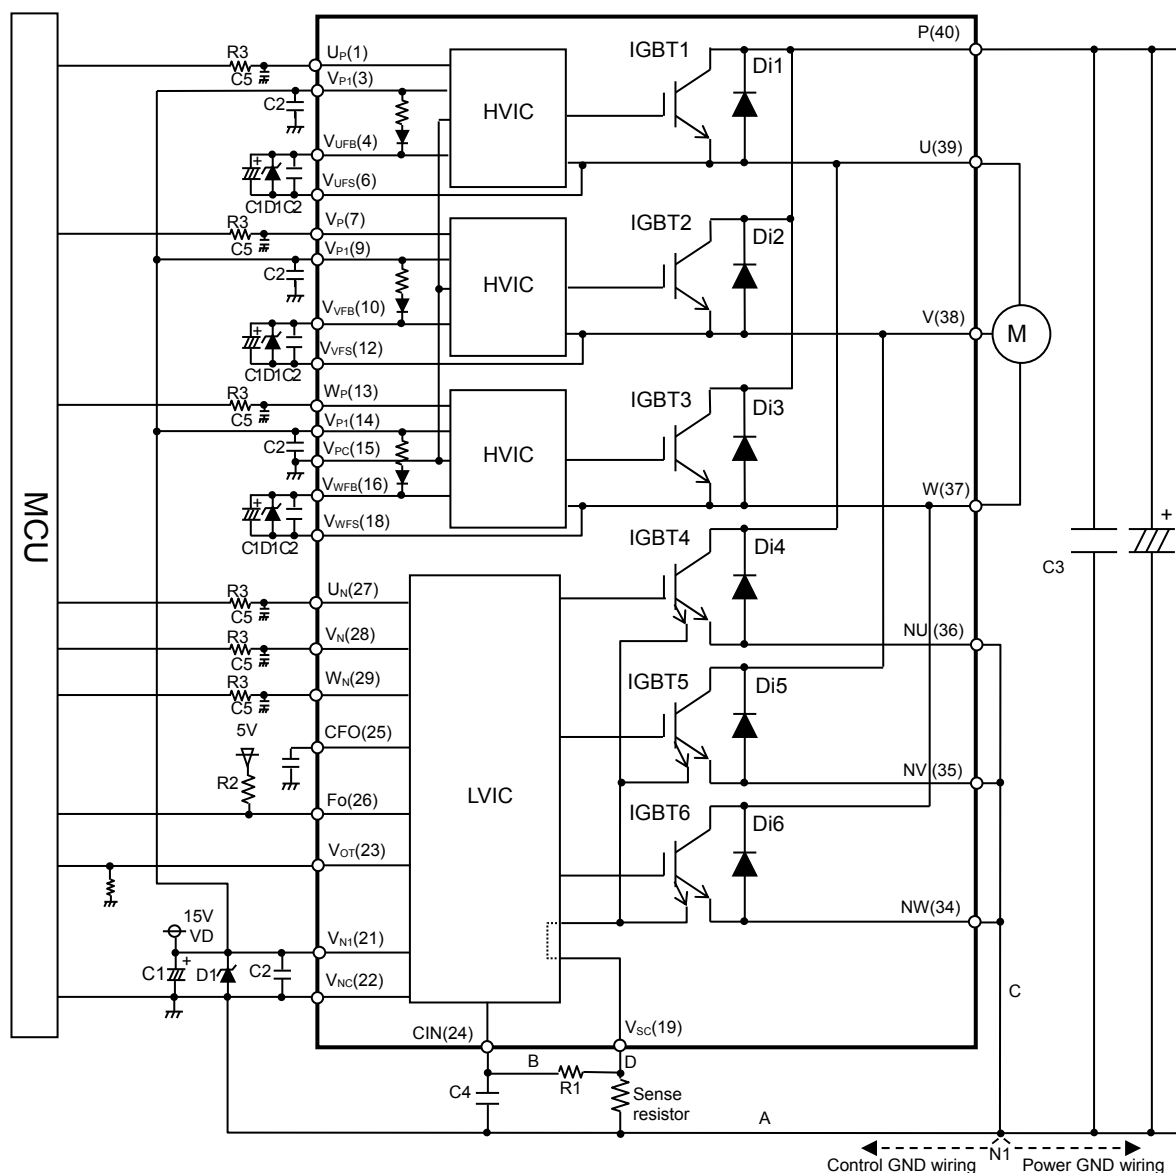 MCU
R3
C5
UP(1)
VP1(3)
C2
VUFB(4)
VUFS(6)
+
C1D1C2
R3
C5
VP(7)
VP1(9)
C2
VVFB(10)
VVFS(12)
+
C1D1C2
R3
C5
WP(13)
VP1(14)
C2
VPC(15)
VWFB(16)
VWFS(18)
+
C1D1C2
R3
C5
UN(27)
R3
C5
VN(28)
R3
C5
WN(29)
5V
R2
CFO(25)
Fo(26)
VOT(23)
15V
VD
+
C1
D1
C2
VN1(21)
VNC(22)
HVIC
HVIC
HVIC
LVIC
IGBT1
Di1
IGBT2
Di2
IGBT3
Di3
IGBT4
Di4
IGBT5
Di5
IGBT6
Di6
P(40)
U(39)
V(38)
M
W(37)
NU(36)
NV(35)
NW(34)
C3
+
C
CIN(24)
VSC(19)
B
D
R1
C4
Sense
resistor
A
N1
Control GND wiring
Power GND wiring